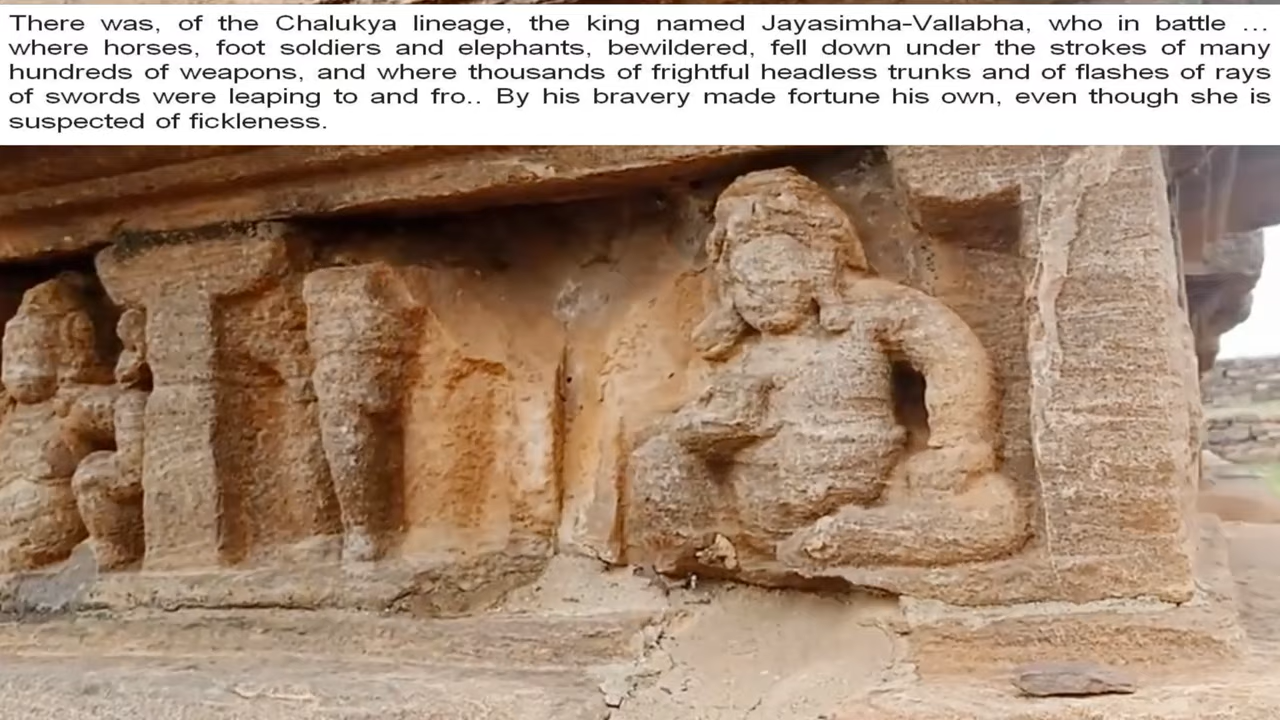 There was, of the Chalukya lineage, the king named Jayasimha-Vallabha, who in battle ...
where horses, foot soldiers and elephants, bewildered, fell down under the strokes of many
hundreds of weapons, and where thousands of frightful headless trunks and of flashes of rays
of swords were leaping to and fro.. By his bravery made fortune his own, even though she is
suspected of fickleness.